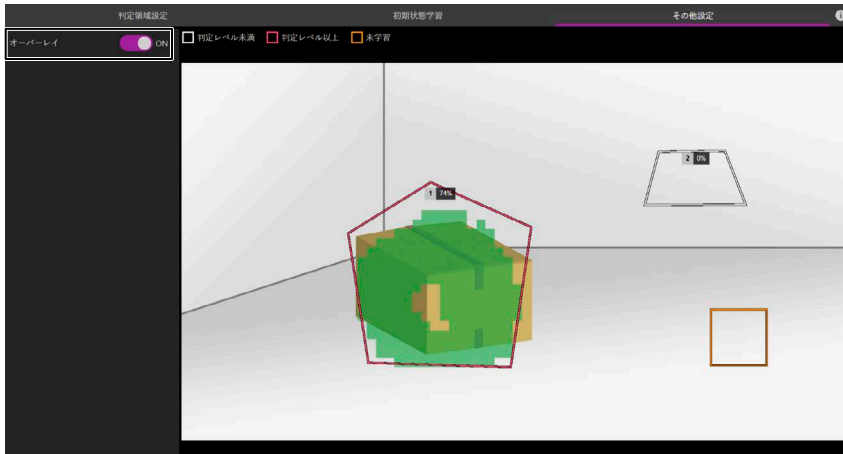 判定領域設定
初期状態学習
その他設定
オーバーレイ
ON
判定レベル未満
判定レベル以上
未学習
2 0%
1 74%